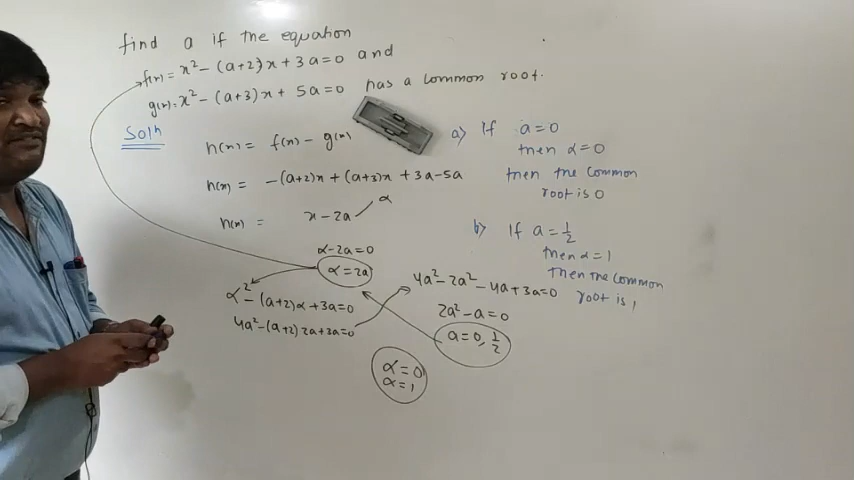 find a if the equation
f(x) = x² - (a+2)x + 3a = 0 and
g(x) = x² - (a+3)x + 5a = 0 has a common root.
Solⁿ
h(x) = f(x) - g(x)
h(x) = -(a+2)x + (a+3)x + 3a - 5a
h(x) = x - 2a
α
α - 2a = 0
α = 2a
α² - (a+2)α + 3a = 0
4a² - (a+2) 2a + 3a = 0
4a² - 2a² - 4a + 3a = 0
2a² - a = 0
a = 0, 1/2
α = 0
α = 1
a) If a = 0
then α = 0
then the common
root is 0
b) If a = 1/2
then α = 1
Then the common
root is 1